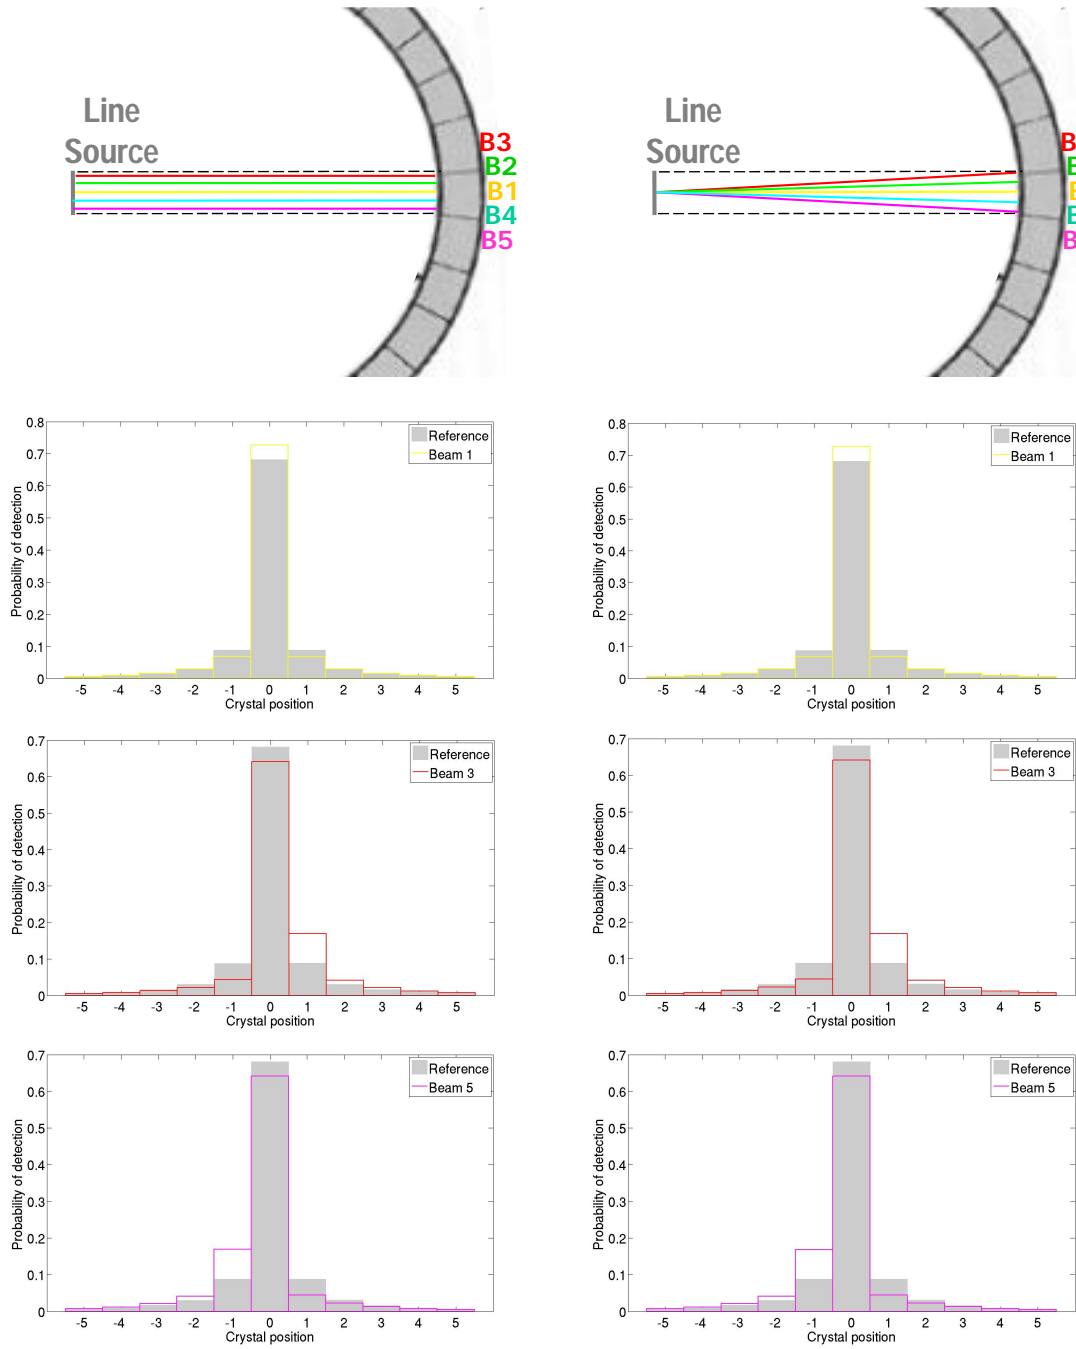 Line
Source
B3
B2
B1
B4
B5
Line
Source
B
B
B
B
B
0.8
0.7
0.6
0.5
0.4
0.3
0.2
0.1
0
Probability of detection
Reference
Beam 1
-5 -4 -3 -2 -1 0 1 2 3 4 5
Crystal position
0.8
0.7
0.6
0.5
0.4
0.3
0.2
0.1
0
Probability of detection
Reference
Beam 1
-5 -4 -3 -2 -1 0 1 2 3 4 5
Crystal position
0.7
0.6
0.5
0.4
0.3
0.2
0.1
0
Probability of detection
Reference
Beam 3
-5 -4 -3 -2 -1 0 1 2 3 4 5
Crystal position
0.7
0.6
0.5
0.4
0.3
0.2
0.1
0
Probability of detection
Reference
Beam 3
-5 -4 -3 -2 -1 0 1 2 3 4 5
Crystal position
0.7
0.6
0.5
0.4
0.3
0.2
0.1
0
Probability of detection
Reference
Beam 5
-5 -4 -3 -2 -1 0 1 2 3 4 5
Crystal position
0.7
0.6
0.5
0.4
0.3
0.2
0.1
0
Probability of detection
Reference
Beam 5
-5 -4 -3 -2 -1 0 1 2 3 4 5
Crystal position